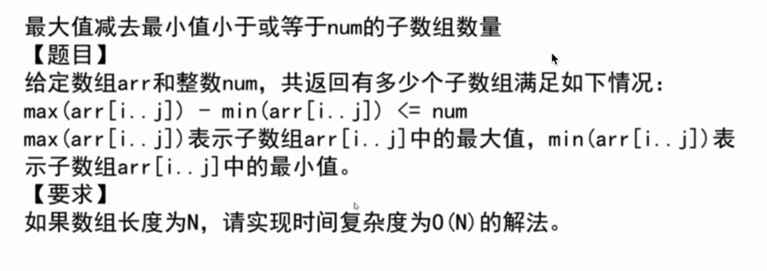 最大值减去最小值小于或等于num的子数组数量
【题目】
给定数组arr和整数num，共返回有多少个子数组满足如下情况：
max(arr[i..j]) - min(arr[i..j]) <= num
max(arr[i..j])表示子数组arr[i..j]中的最大值，min(arr[i..j])表
示子数组arr[i..j]中的最小值。
【要求】
如果数组长度为N，请实现时间复杂度为O(N)的解法。